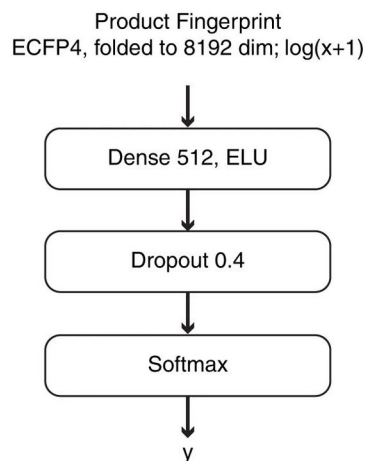 Product Fingerprint
ECFP4, folded to 8192 dim; log(x+1)
Dense 512, ELU
Dropout 0.4
Softmax
y